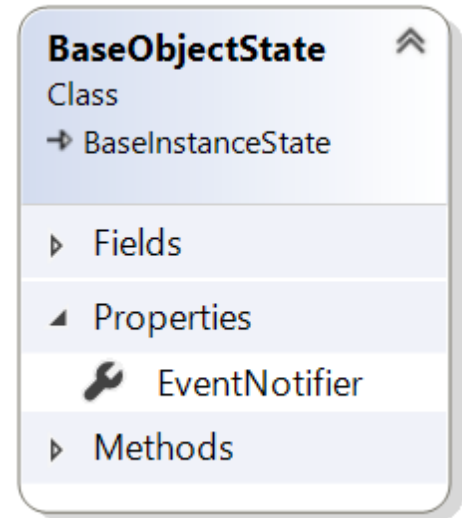 BaseObjectState
Class
BaseInstanceState
Fields
Properties
EventNotifier
Methods